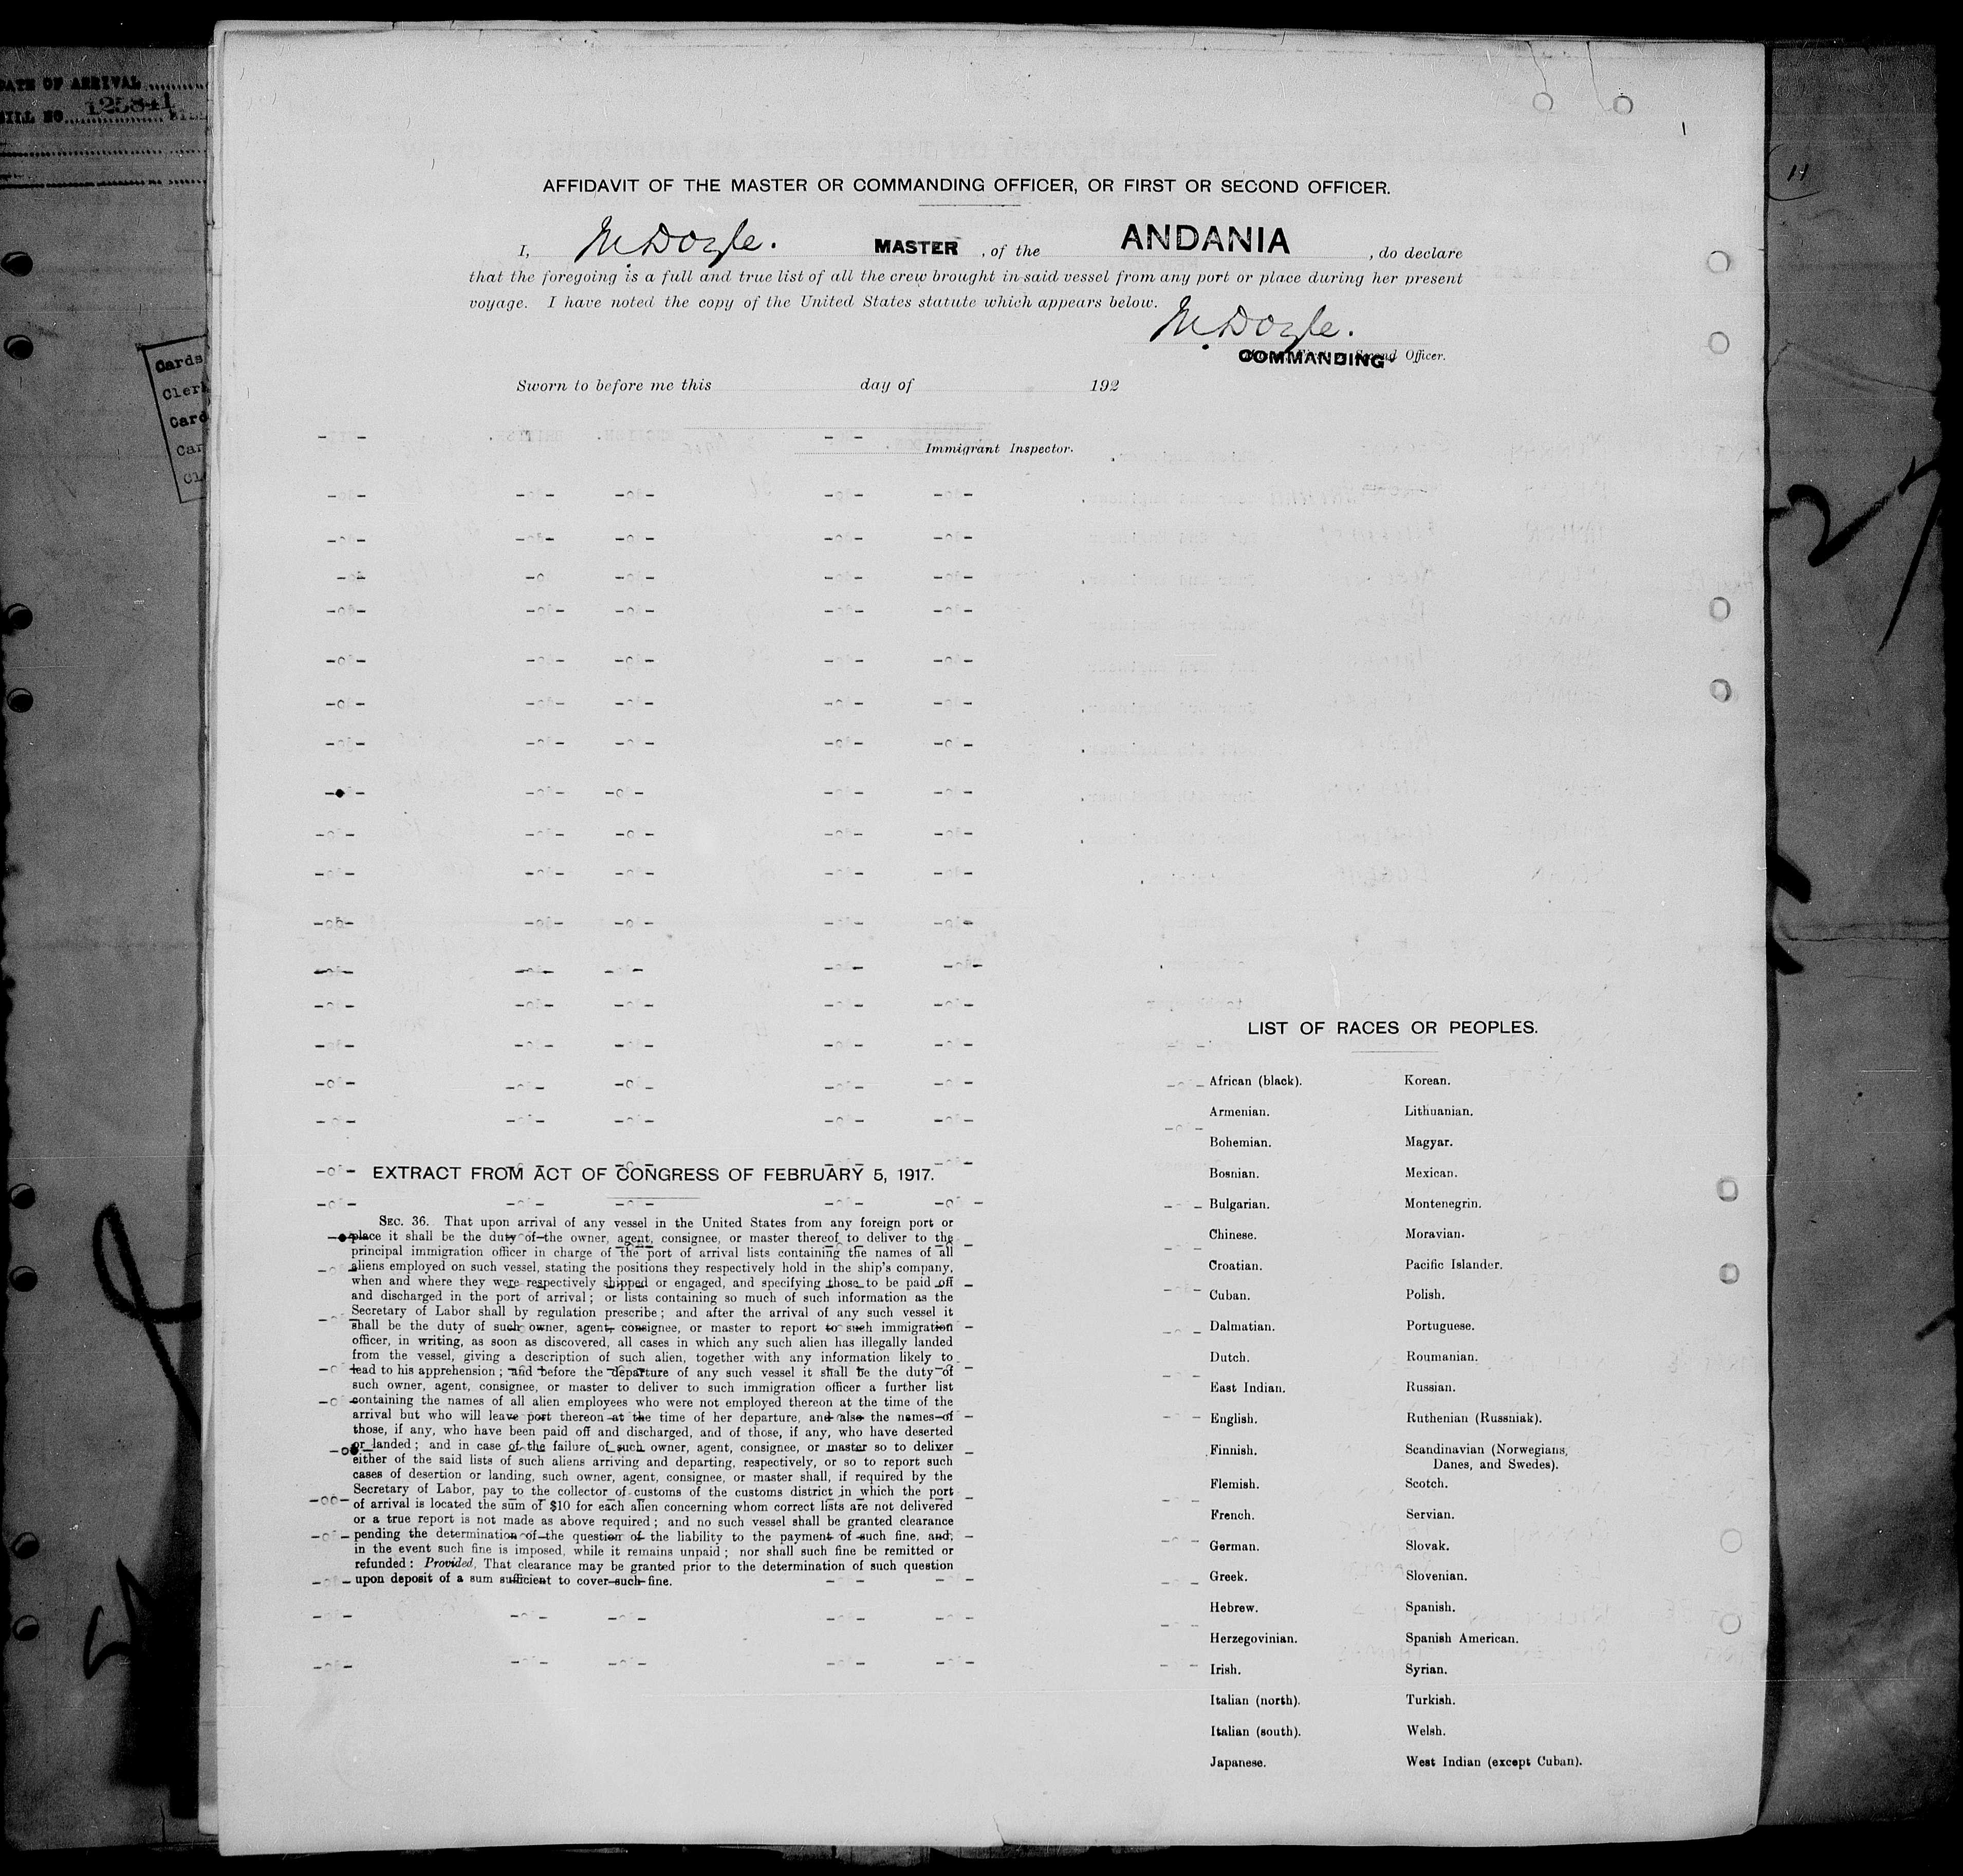 DATE OF ARRIVAL
BILL NO. 125841
11
27
Cards
Cler
Card
Car
Cl
AFFIDAVIT OF THE MASTER OR COMMANDING OFFICER, OR FIRST OR SECOND OFFICER.
I, McDoyle. MASTER, of the ANDANIA, do declare
that the foregoing is a full and true list of all the crew brought in said vessel from any port or place during her present
voyage. I have noted the copy of the United States statute which appears below.
McDoyle.
COMMANDING Second Officer.
Sworn to before me this day of 192
Immigrant Inspector.
EXTRACT FROM ACT OF CONGRESS OF FEBRUARY 5, 1917.
SEC. 36. That upon arrival of any vessel in the United States from any foreign port or
place it shall be the duty of the owner, agent, consignee, or master thereof to deliver to the
principal immigration officer in charge of the port of arrival lists containing the names of all
aliens employed on such vessel, stating the positions they respectively hold in the ship's company,
when and where they were respectively shipped or engaged, and specifying those to be paid off
and discharged in the port of arrival; or lists containing so much of such information as the
Secretary of Labor shall by regulation prescribe; and after the arrival of any such vessel it
shall be the duty of such owner, agent, consignee, or master to report to such immigration
officer, in writing, as soon as discovered, all cases in which any such alien has illegally landed
from the vessel, giving a description of such alien, together with any information likely to
lead to his apprehension; and before the departure of any such vessel it shall be the duty of
such owner, agent, consignee, or master to deliver to such immigration officer a further list
containing the names of all alien employees who were not employed thereon at the time of the
arrival but who will leave port thereon at the time of her departure, and also the names of
those, if any, who have been paid off and discharged, and of those, if any, who have deserted
or landed; and in case of the failure of such owner, agent, consignee, or master so to deliver
either of the said lists of such aliens arriving and departing, respectively, or so to report such
cases of desertion or landing, such owner, agent, consignee, or master shall, if required by the
Secretary of Labor, pay to the collector of customs of the customs district in which the port
of arrival is located the sum of $10 for each alien concerning whom correct lists are not delivered
or a true report is not made as above required; and no such vessel shall be granted clearance
pending the determination of the question of the liability to the payment of such fine, and,
in the event such fine is imposed, while it remains unpaid; nor shall such fine be remitted or
refunded: Provided, That clearance may be granted prior to the determination of such question
upon deposit of a sum sufficient to cover such fine.
LIST OF RACES OR PEOPLES.
African (black). Korean.
Armenian. Lithuanian.
Bohemian. Magyar.
Bosnian. Mexican.
Bulgarian. Montenegrin.
Chinese. Moravian.
Croatian. Pacific Islander.
Cuban. Polish.
Dalmatian. Portuguese.
Dutch. Roumanian.
East Indian. Russian.
English. Ruthenian (Russniak).
Finnish. Scandinavian (Norwegians,
Danes, and Swedes).
Flemish. Scotch.
French. Servian.
German. Slovak.
Greek. Slovenian.
Hebrew. Spanish.
Herzegovinian. Spanish American.
Irish. Syrian.
Italian (north). Turkish.
Italian (south). Welsh.
Japanese. West Indian (except Cuban).